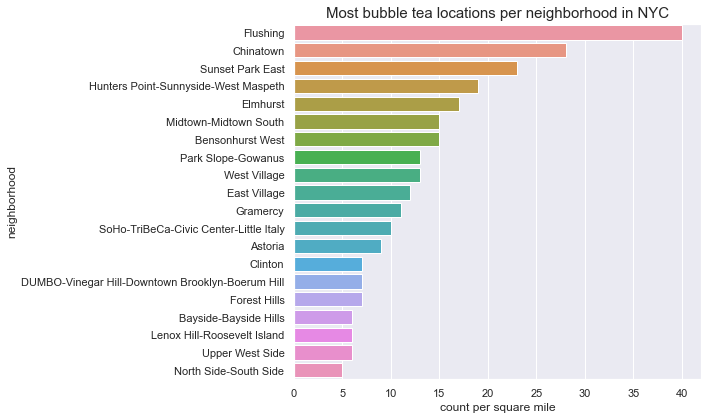 Most bubble tea locations per neighborhood in NYC
neighborhood
Flushing
Chinatown
Sunset Park East
Hunters Point-Sunnyside-West Maspeth
Elmhurst
Midtown-Midtown South
Bensonhurst West
Park Slope-Gowanus
West Village
East Village
Gramercy
SoHo-TriBeCa-Civic Center-Little Italy
Astoria
Clinton
DUMBO-Vinegar Hill-Downtown Brooklyn-Boerum Hill
Forest Hills
Bayside-Bayside Hills
Lenox Hill-Roosevelt Island
Upper West Side
North Side-South Side
0 5 10 15 20 25 30 35 40
count per square mile